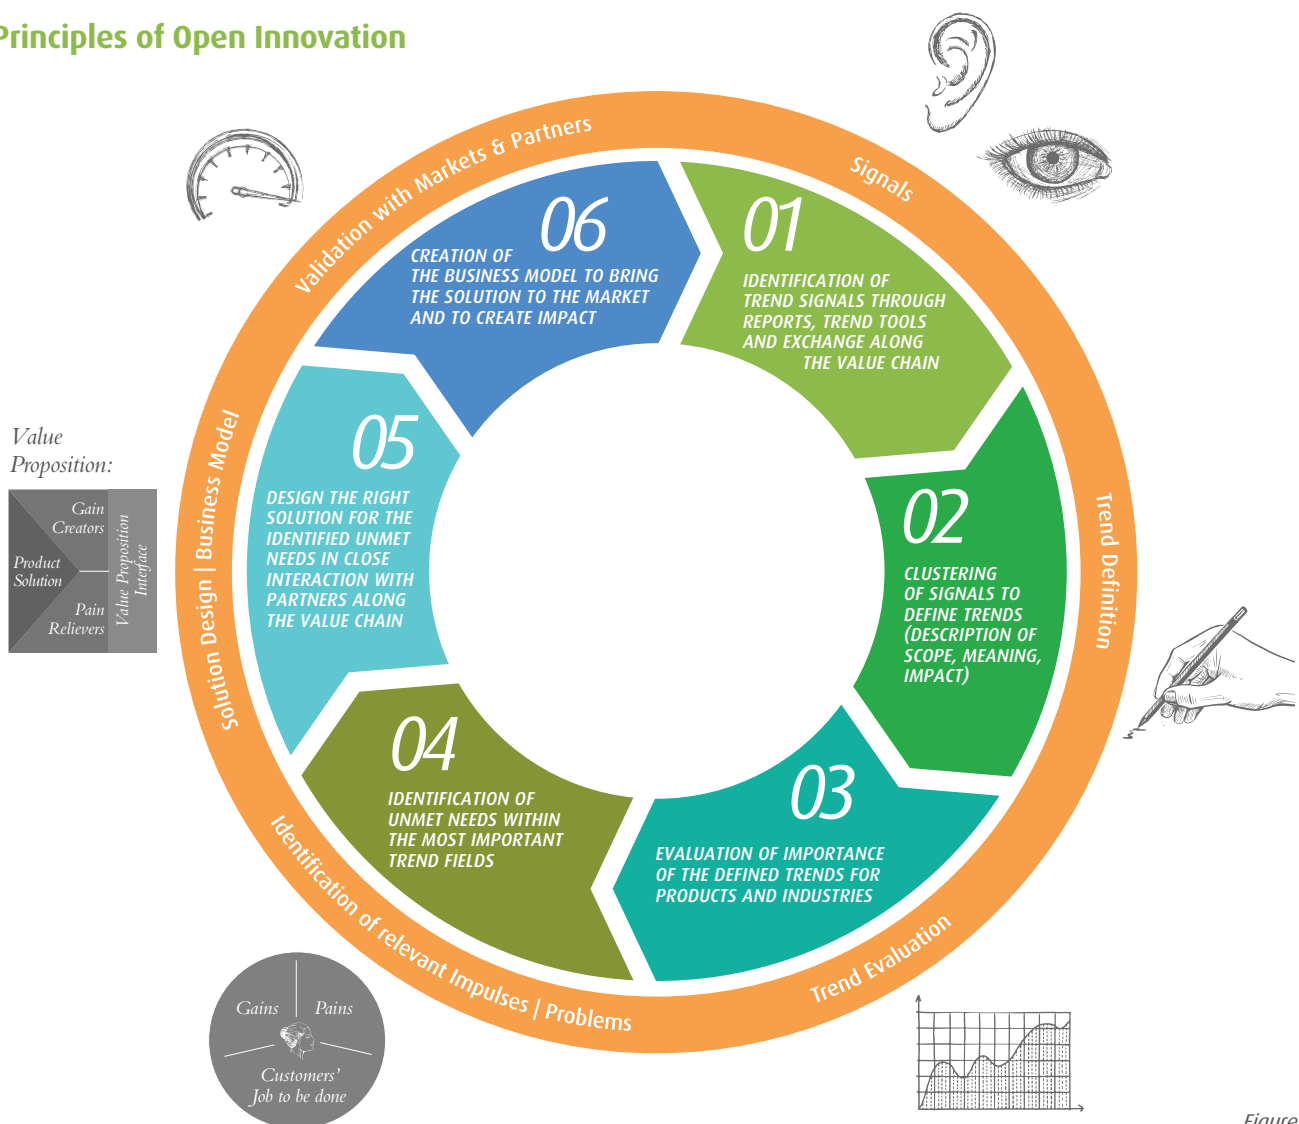 Principles of Open Innovation
Signals
01
IDENTIFICATION OF
TREND SIGNALS THROUGH
REPORTS, TREND TOOLS
AND EXCHANGE ALONG
THE VALUE CHAIN
Trend Definition
02
CLUSTERING
OF SIGNALS TO
DEFINE TRENDS
(DESCRIPTION OF
SCOPE, MEANING,
IMPACT)
Trend Evaluation
03
EVALUATION OF IMPORTANCE
OF THE DEFINED TRENDS FOR
PRODUCTS AND INDUSTRIES
Identification of relevant Impulses | Problems
04
IDENTIFICATION OF
UNMET NEEDS WITHIN
THE MOST IMPORTANT
TREND FIELDS
Gains
Pains
Customers'
Job to be done
Solution Design | Business Model
05
DESIGN THE RIGHT
SOLUTION FOR THE
IDENTIFIED UNMET
NEEDS IN CLOSE
INTERACTION WITH
PARTNERS ALONG
THE VALUE CHAIN
Value
Proposition:
Gain
Creators
Product
Solution
Pain
Relievers
Value Proposition
Interface
Validation with Markets & Partners
06
CREATION OF
THE BUSINESS MODEL TO BRING
THE SOLUTION TO THE MARKET
AND TO CREATE IMPACT
Figure